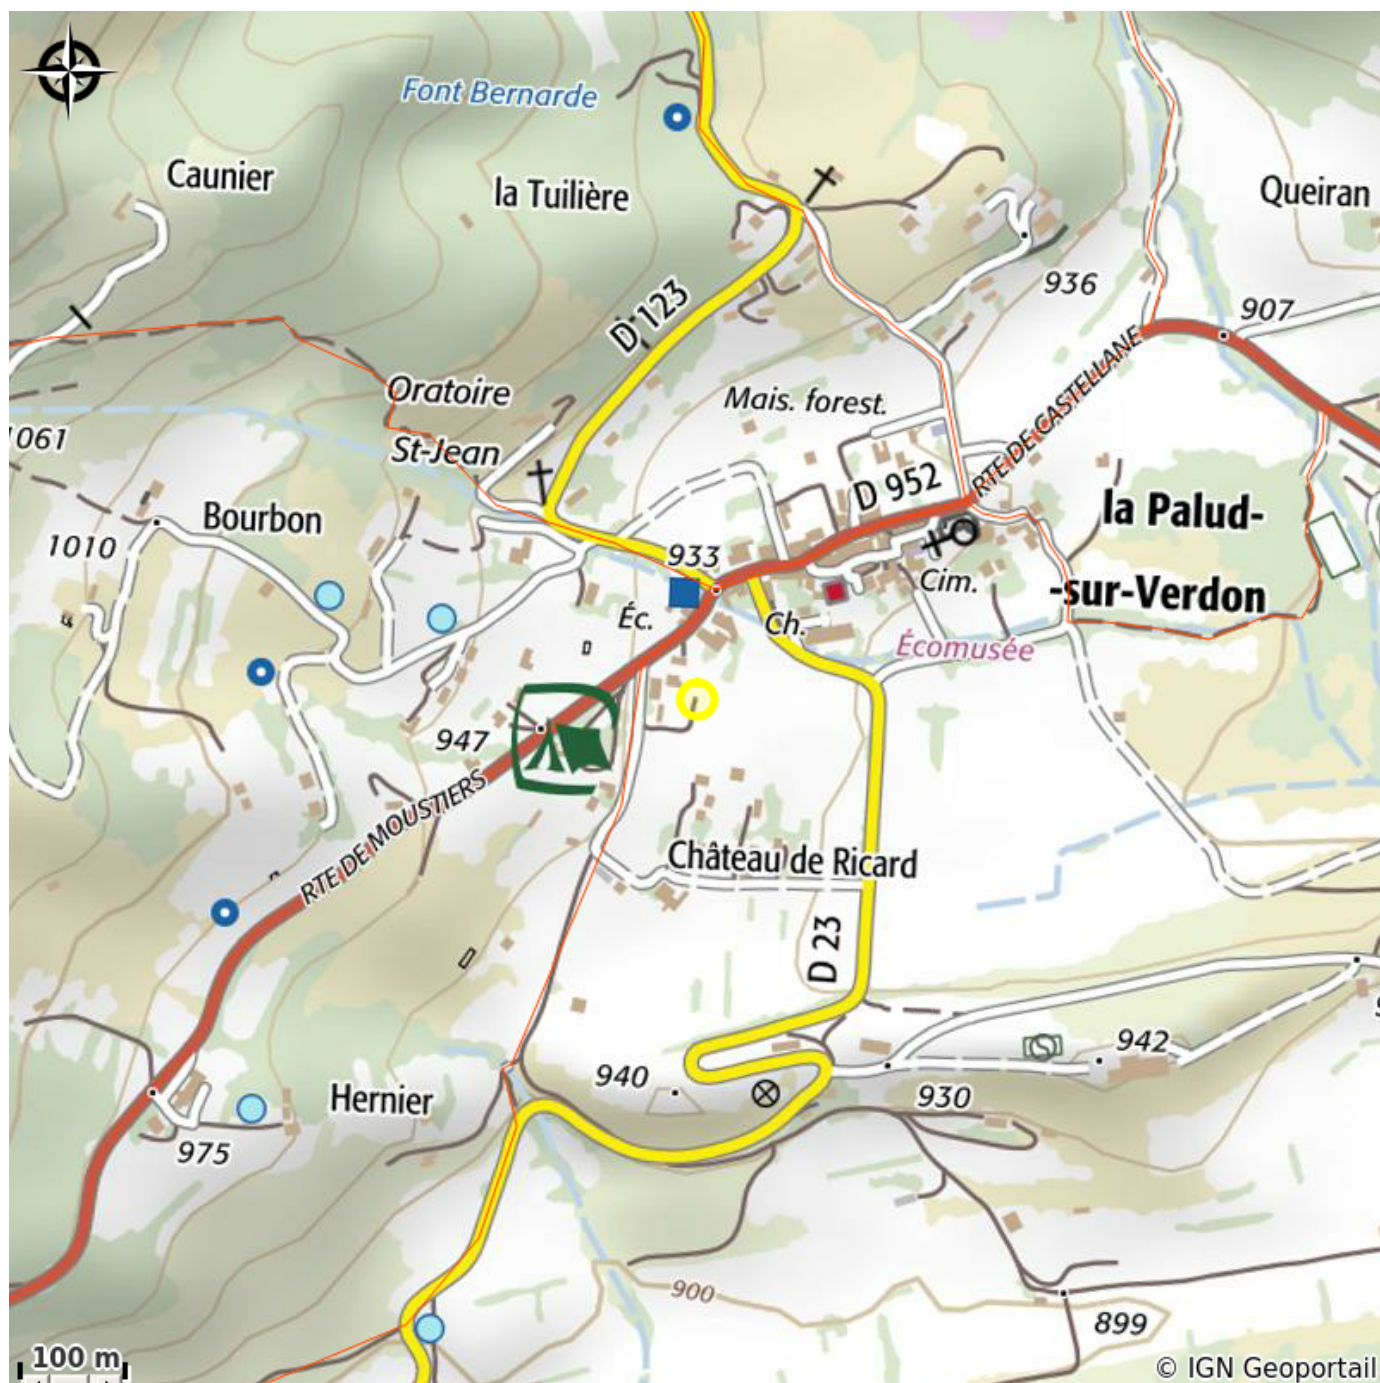 Font Bernarde
Caunier
la Tuilière
Queiran
936
907
D 123
RTE DE CASTELLANE
Oratoire
St-Jean
Mais. forest.
1061
D 952
la Palud-
-sur-Verdon
Bourbon
1010
933
Cim.
Éc.
Ch.
Écomusée
947
RTE DE MOUSTIERS
Château de Ricard
D 23
942
940
930
Hernier
975
900
899
100 m
© IGN Geoportail